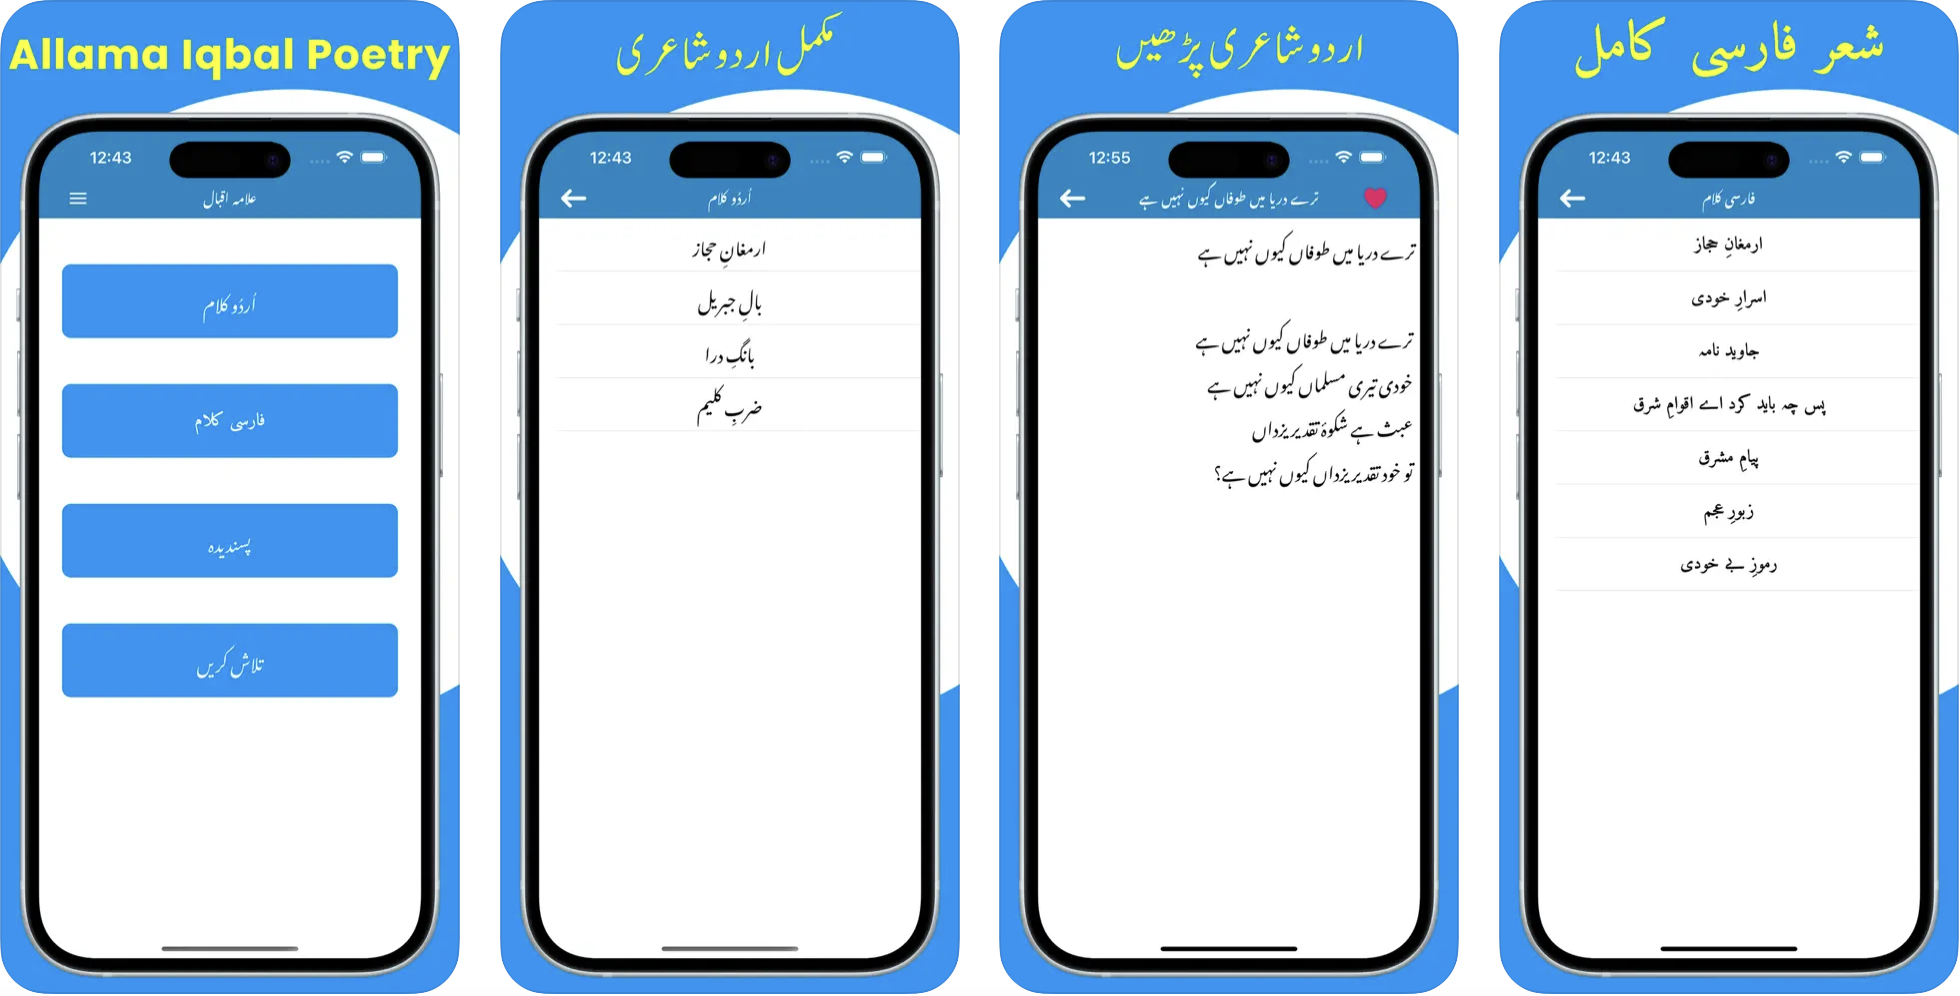 Allama Iqbal Poetry
12:43
علامہ اقبال
اُردُو کلام
فارسی کلام
پسندیدہ
تلاش کریں
مکمل اردو شاعری
12:43
اُردُو کلام
ارمغانِ حجاز
بالِ جبریل
بانگِ درا
ضربِ کلیم
اردو شاعری پڑھیں
12:55
ترے دریا میں طوفاں کیوں نہیں ہے
ترے دریا میں طوفاں کیوں نہیں ہے
ترے دریا میں طوفاں کیوں نہیں ہے
خودی تیری مسلماں کیوں نہیں ہے
عبث ہے شکوۂ تقدیر یزداں
تو خود تقدیر یزداں کیوں نہیں ہے؟
شعر فارسی کامل
12:43
فارسی کلام
ارمغانِ حجاز
اسرارِ خودی
جاوید نامہ
پس چہ باید کرد اے اقوامِ شرق
پیامِ مشرق
زبورِ عجم
رموزِ بے خودی